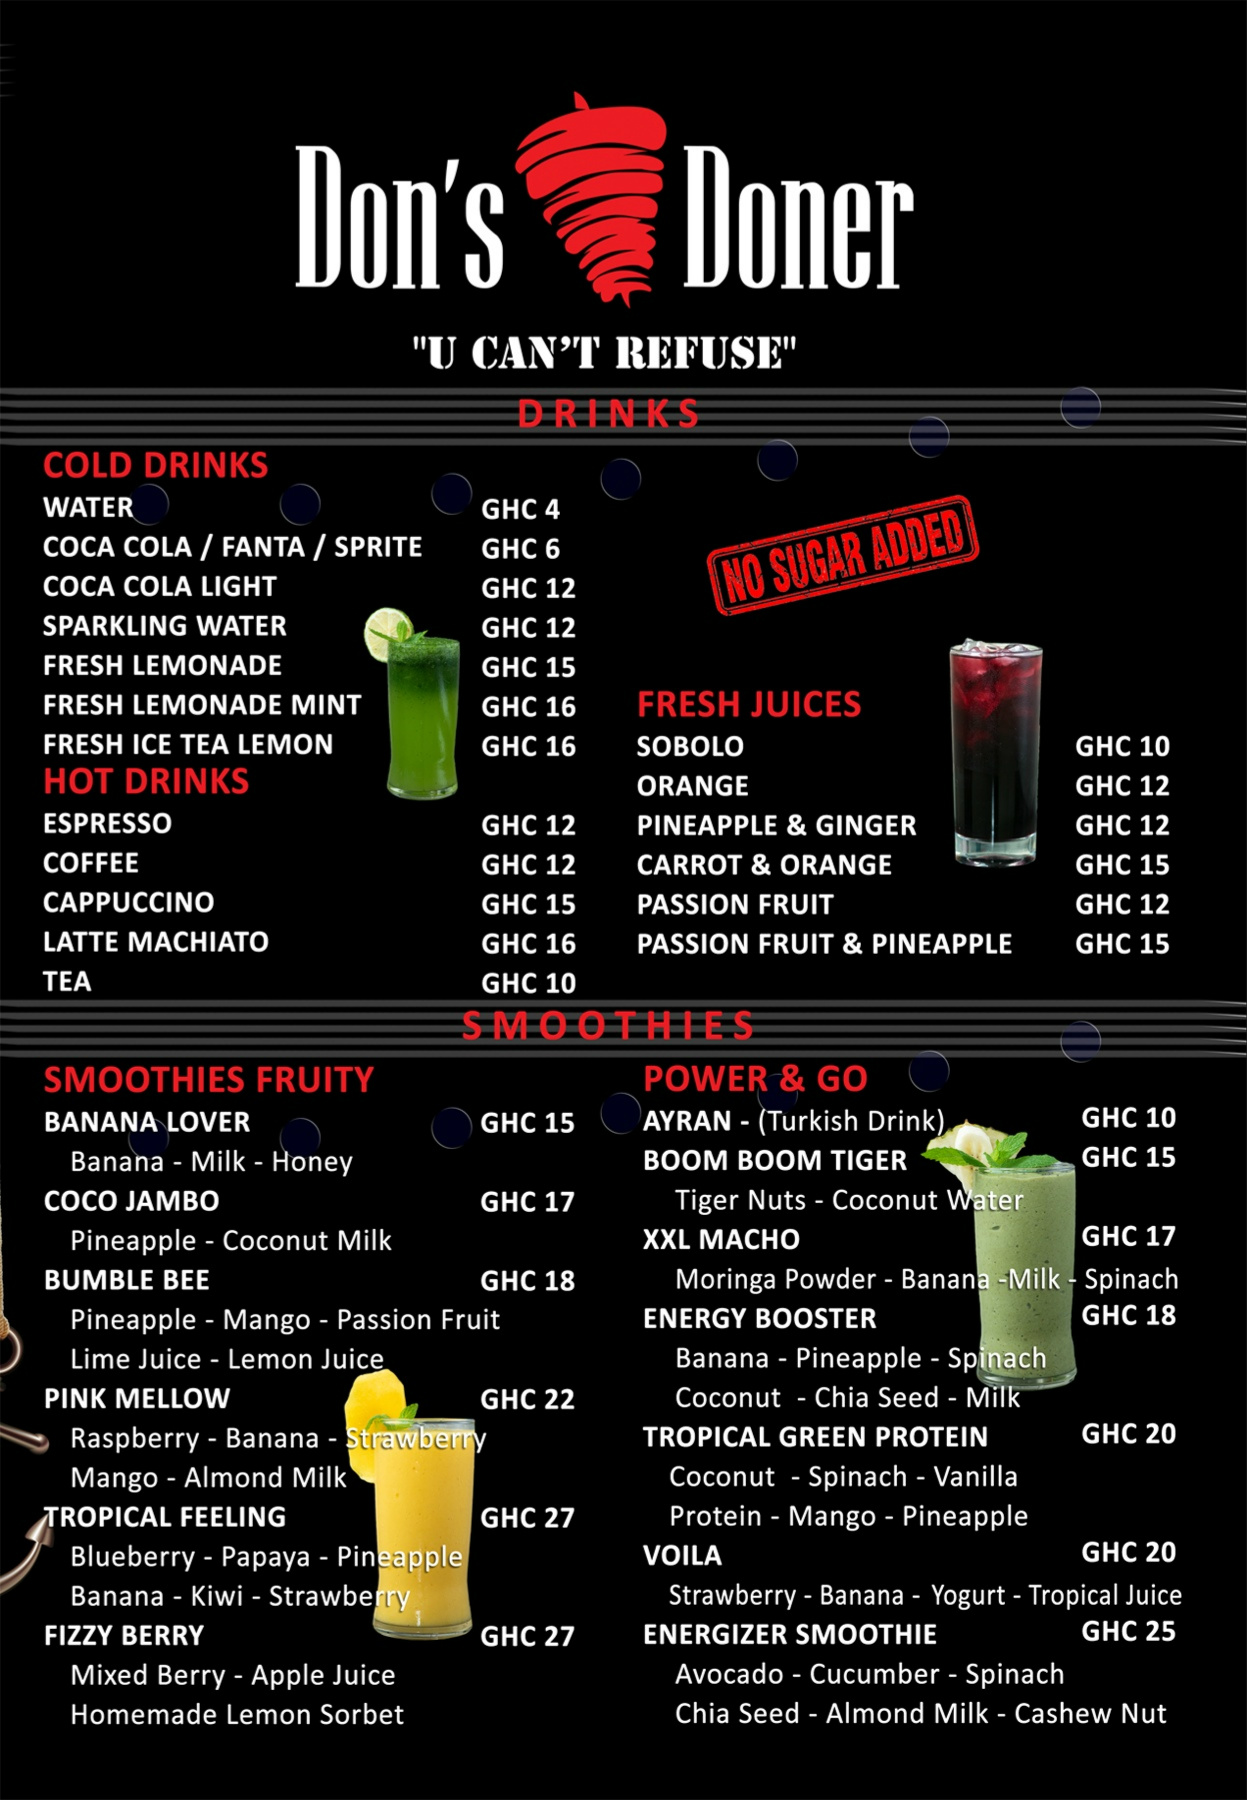 Don's Doner
"U CAN'T REFUSE"
DRINKS
COLD DRINKS
WATER GHC 4
COCA COLA / FANTA / SPRITE GHC 6
COCA COLA LIGHT GHC 12
SPARKLING WATER GHC 12
FRESH LEMONADE GHC 15
FRESH LEMONADE MINT GHC 16
FRESH ICE TEA LEMON GHC 16
HOT DRINKS
ESPRESSO GHC 12
COFFEE GHC 12
CAPPUCCINO GHC 15
LATTE MACHIATO GHC 16
TEA GHC 10
NO SUGAR ADDED
FRESH JUICES
SOBOLO GHC 10
ORANGE GHC 12
PINEAPPLE & GINGER GHC 12
CARROT & ORANGE GHC 15
PASSION FRUIT GHC 12
PASSION FRUIT & PINEAPPLE GHC 15
SMOOTHIES
SMOOTHIES FRUITY
BANANA LOVER GHC 15
Banana - Milk - Honey
COCO JAMBO GHC 17
Pineapple - Coconut Milk
BUMBLE BEE GHC 18
Pineapple - Mango - Passion Fruit
Lime Juice - Lemon Juice
PINK MELLOW GHC 22
Raspberry - Banana - Strawberry
Mango - Almond Milk
TROPICAL FEELING GHC 27
Blueberry - Papaya - Pineapple
Banana - Kiwi - Strawberry
FIZZY BERRY GHC 27
Mixed Berry - Apple Juice
Homemade Lemon Sorbet
POWER & GO
AYRAN - (Turkish Drink) GHC 10
BOOM BOOM TIGER GHC 15
Tiger Nuts - Coconut Water
XXL MACHO GHC 17
Moringa Powder - Banana -Milk - Spinach
ENERGY BOOSTER GHC 18
Banana - Pineapple - Spinach
Coconut - Chia Seed - Milk
TROPICAL GREEN PROTEIN GHC 20
Coconut - Spinach - Vanilla
Protein - Mango - Pineapple
VOILA GHC 20
Strawberry - Banana - Yogurt - Tropical Juice
ENERGIZER SMOOTHIE GHC 25
Avocado - Cucumber - Spinach
Chia Seed - Almond Milk - Cashew Nut